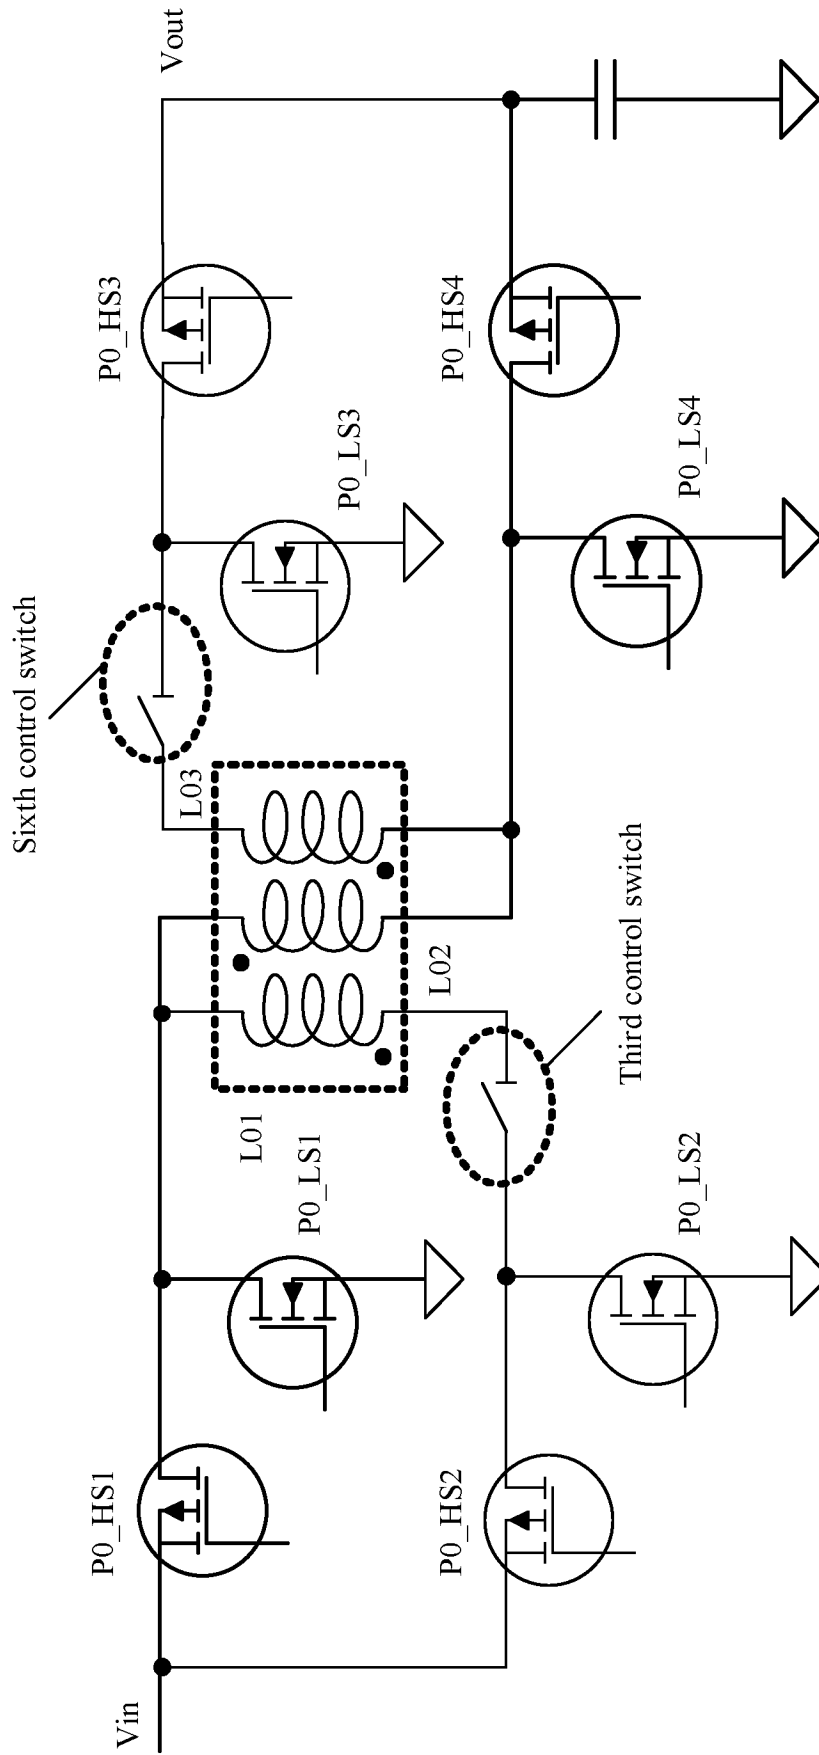 Vin
P0_HS1
P0_LS1
P0_HS2
P0_LS2
L01
L02
L03
Third control switch
Sixth control switch
P0_LS3
P0_HS3
P0_LS4
P0_HS4
Vout